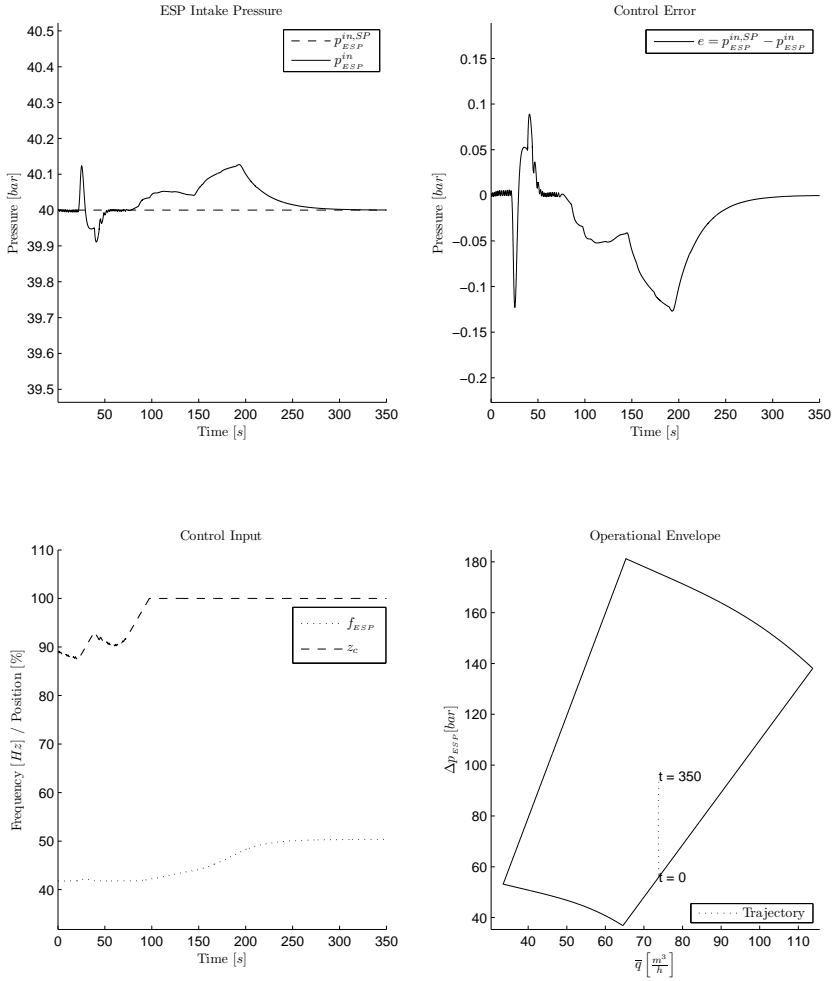 ESP Intake Pressure
40.5
40.4
40.3
40.2
40.1
40
39.9
39.8
39.7
39.6
39.5
Pressure [bar]
p_{ESP}^{in,SP}
p_{ESP}^{in}
50 100 150 200 250 300 350
Time [s]
Control Error
0.15
0.1
0.05
0
−0.05
−0.1
−0.15
−0.2
Pressure [bar]
e = p_{ESP}^{in,SP} − p_{ESP}^{in}
0 50 100 150 200 250 300 350
Time [s]
Control Input
110
100
90
80
70
60
50
40
Frequency [Hz] / Position [%]
f_{ESP}
z_c
0 50 100 150 200 250 300 350
Time [s]
Operational Envelope
180
160
140
120
100
80
60
40
Δp_{ESP} [bar]
t = 350
t = 0
Trajectory
40 50 60 70 80 90 100 110
q̅ [m³/h]